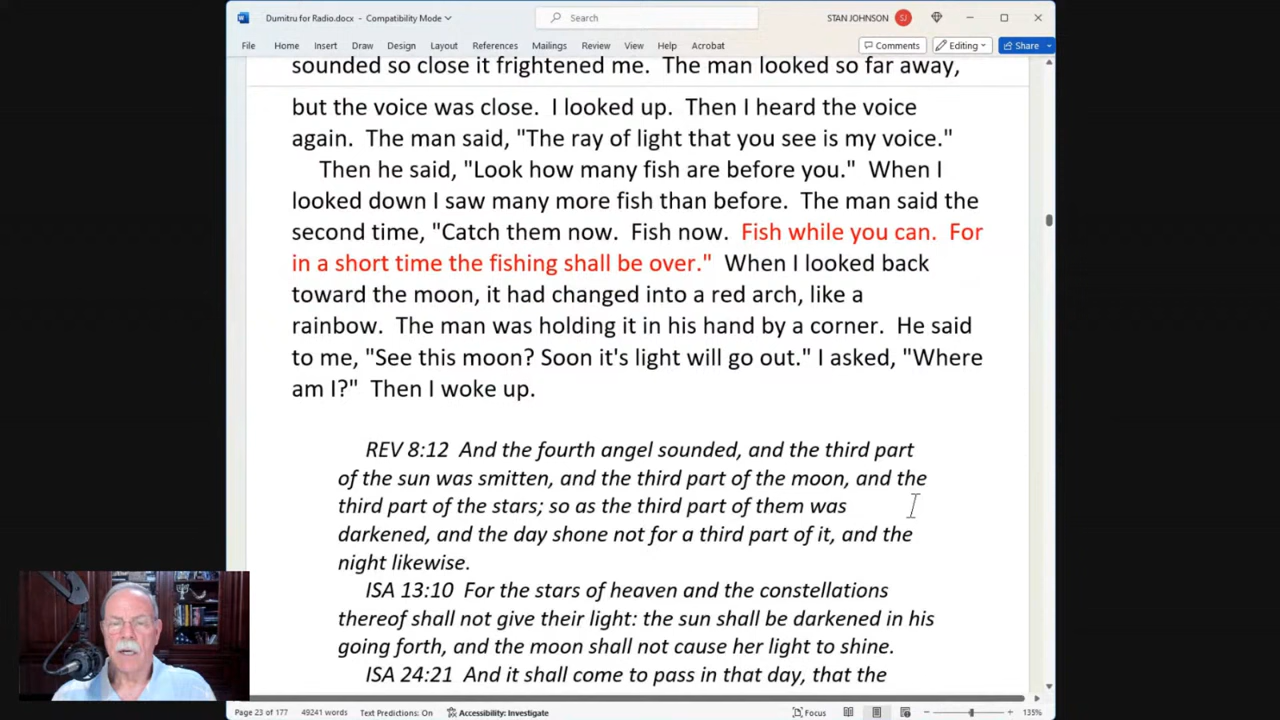 Dumitru for Radio.docx • Compatibility Mode
Search
STAN JOHNSON
SJ
File Home Insert Draw Design Layout References Mailings Review View Help Acrobat
Comments Editing Share
sounded so close it frightened me. The man looked so far away,
but the voice was close. I looked up. Then I heard the voice
again. The man said, "The ray of light that you see is my voice."
Then he said, "Look how many fish are before you." When I
looked down I saw many more fish than before. The man said the
second time, "Catch them now. Fish now. Fish while you can. For
in a short time the fishing shall be over." When I looked back
toward the moon, it had changed into a red arch, like a
rainbow. The man was holding it in his hand by a corner. He said
to me, "See this moon? Soon it's light will go out." I asked, "Where
am I?" Then I woke up.
REV 8:12 And the fourth angel sounded, and the third part
of the sun was smitten, and the third part of the moon, and the
third part of the stars; so as the third part of them was
darkened, and the day shone not for a third part of it, and the
night likewise.
ISA 13:10 For the stars of heaven and the constellations
thereof shall not give their light: the sun shall be darkened in his
going forth, and the moon shall not cause her light to shine.
ISA 24:21 And it shall come to pass in that day, that the
Page 23 of 177 49241 words Text Predictions: On Accessibility: Investigate Focus 135%